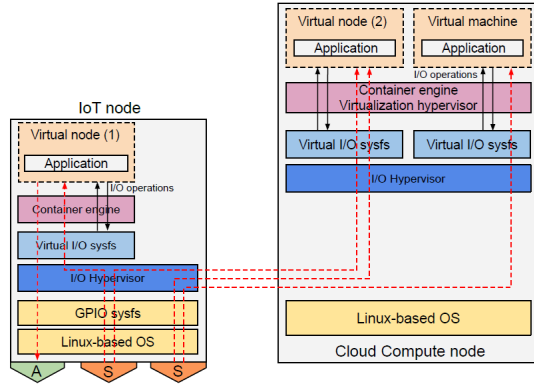 IoT node
Virtual node (1)
Application
I/O operations
Container engine
Virtual I/O sysfs
I/O Hypervisor
GPIO sysfs
Linux-based OS
A
S
S
Virtual node (2)
Application
Virtual machine
Application
I/O operations
Container engine
Virtualization hypervisor
Virtual I/O sysfs
Virtual I/O sysfs
I/O Hypervisor
Linux-based OS
Cloud Compute node